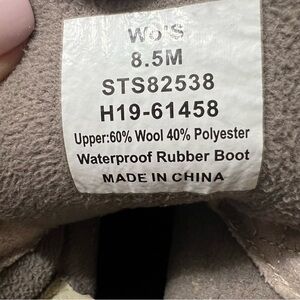 WO'S
8.5M
STS82538
H19-61458
Upper:60% Wool 40% Polyester
Waterproof Rubber Boot
MADE IN CHINA